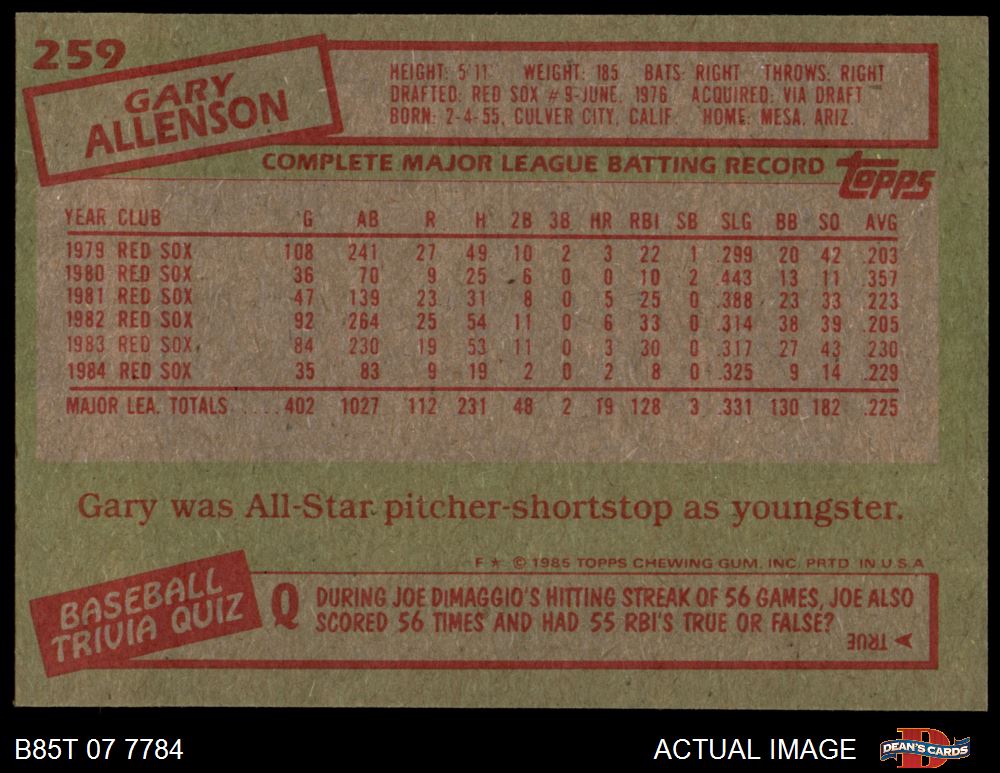 259
GARY
ALLENSON
HEIGHT: 5'11" WEIGHT: 185 BATS: RIGHT THROWS: RIGHT
DRAFTED: RED SOX #9-JUNE, 1976 ACQUIRED: VIA DRAFT
BORN: 2-4-55, CULVER CITY, CALIF. HOME: MESA, ARIZ.
COMPLETE MAJOR LEAGUE BATTING RECORD
TOPPS
YEAR CLUB G AB R H 2B 3B HR RBI SB SLG BB SO AVG
1979 RED SOX 108 241 27 49 10 2 3 22 1 .299 20 42 .203
1980 RED SOX 36 70 9 25 6 0 0 10 2 .443 13 11 .357
1981 RED SOX 47 139 23 31 8 0 5 25 0 .388 23 33 .223
1982 RED SOX 92 264 25 54 11 0 6 33 0 .314 38 39 .205
1983 RED SOX 84 230 19 53 11 0 3 30 0 .317 27 43 .230
1984 RED SOX 35 83 9 19 2 0 2 8 0 .325 9 14 .229
MAJOR LEA. TOTALS ....402 1027 112 231 48 2 19 128 3 .331 130 182 .225
Gary was All-Star pitcher-shortstop as youngster.
F * © 1985 TOPPS CHEWING GUM, INC. PRTD. IN U.S.A.
BASEBALL
TRIVIA QUIZ
Q DURING JOE DIMAGGIO'S HITTING STREAK OF 56 GAMES, JOE ALSO
SCORED 56 TIMES AND HAD 55 RBI'S TRUE OR FALSE?
TRUE
B85T 07 7784
ACTUAL IMAGE
DEAN'S CARDS